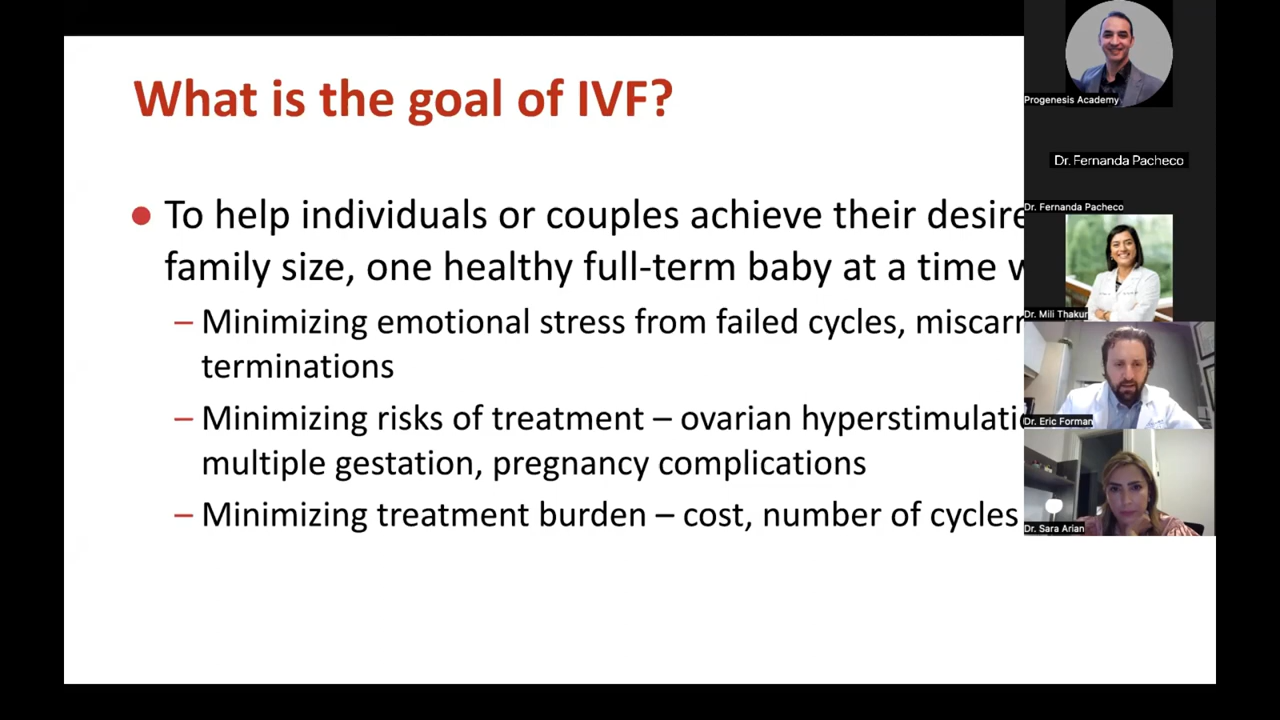 What is the goal of IVF?
To help individuals or couples achieve their desire
family size, one healthy full-term baby at a time
Minimizing emotional stress from failed cycles,
terminations
Minimizing risks of treatment – ovarian
multiple gestation, pregnancy complications
Minimizing treatment burden – cost, number of cycles
Progenesis Academy
Dr. Fernanda Pacheco
Dr. Fernanda Pacheco
Dr. Mili Thakur
Dr. Eric Forman
Dr. Sara Arian